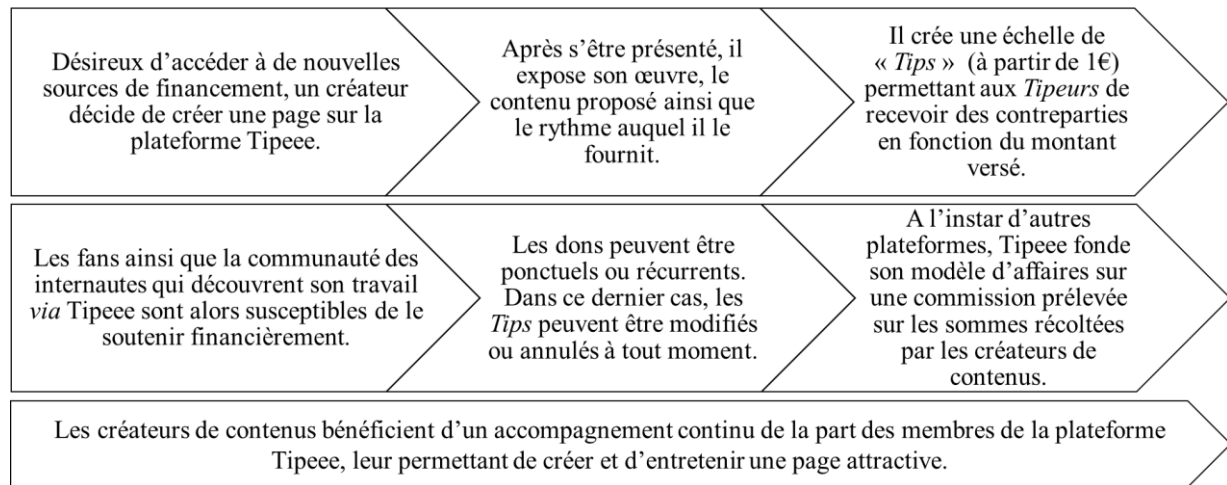 Désireux d’accéder à de nouvelles
sources de financement, un créateur
décide de créer une page sur la
plateforme Tipeee.
Après s’être présenté, il
expose son œuvre, le
contenu proposé ainsi que
le rythme auquel il le
fournit.
Il crée une échelle de
« Tips » (à partir de 1€)
permettant aux Tipeurs de
recevoir des contreparties
en fonction du montant
versé.
Les fans ainsi que la communauté des
internautes qui découvrent son travail
via Tipeee sont alors susceptibles de le
soutenir financièrement.
Les dons peuvent être
ponctuels ou récurrents.
Dans ce dernier cas, les
Tips peuvent être modifiés
ou annulés à tout moment.
A l’instar d’autres
plateformes, Tipeee fonde
son modèle d’affaires sur
une commission prélevée
sur les sommes récoltées
par les créateurs de
contenus.
Les créateurs de contenus bénéficient d’un accompagnement continu de la part des membres de la plateforme
Tipeee, leur permettant de créer et d’entretenir une page attractive.